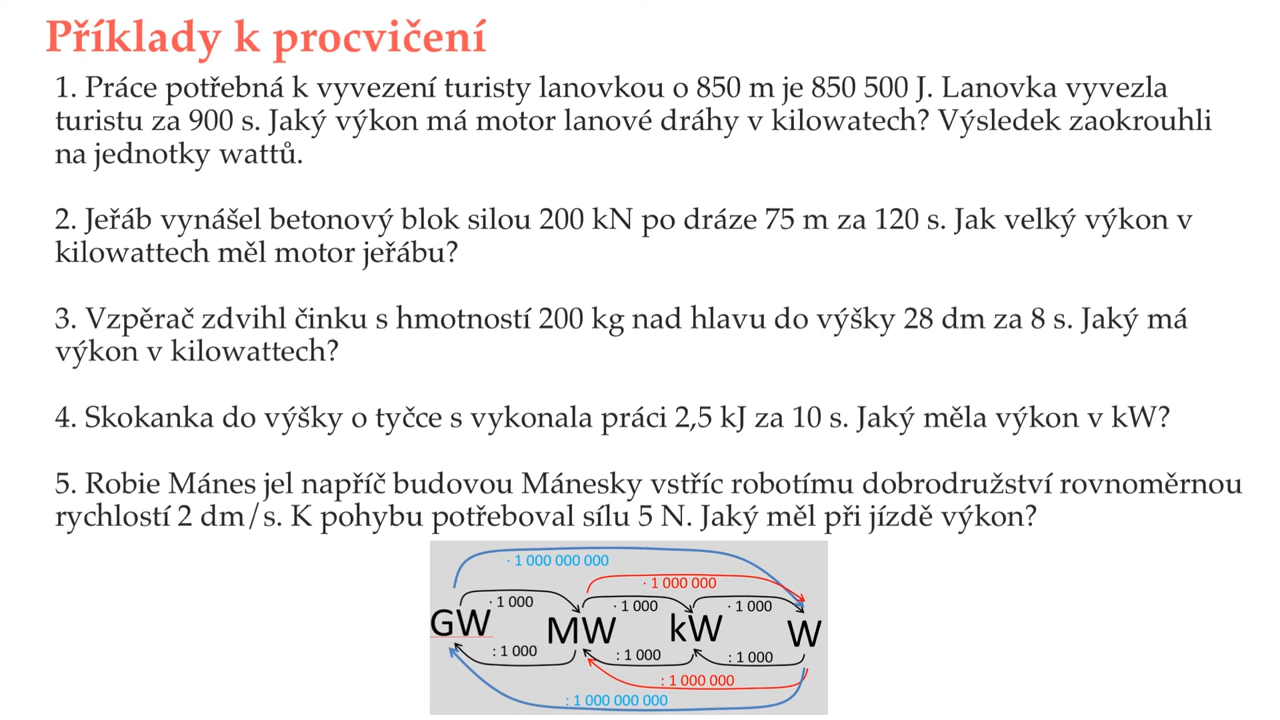 Příklady k procvičení
1. Práce potřebná k vyvezení turisty lanovkou o 850 m je 850 500 J. Lanovka vyvezla
turistu za 900 s. Jaký výkon má motor lanové dráhy v kilowatech? Výsledek zaokrouhli
na jednotky wattů.
2. Jeřáb vynášel betonový blok silou 200 kN po dráze 75 m za 120 s. Jak velký výkon v
kilowattech měl motor jeřábu?
3. Vzpěrač zdvihl činku s hmotností 200 kg nad hlavu do výšky 28 dm za 8 s. Jaký má
výkon v kilowattech?
4. Skokanka do výšky o tyčce s vykonala práci 2,5 kJ za 10 s. Jaký měla výkon v kW?
5. Robie Mánes jel napříč budovou Mánesky vstříc robotímu dobrodružství rovnoměrnou
rychlostí 2 dm/s. K pohybu potřeboval sílu 5 N. Jaký měl při jízdě výkon?
· 1 000 000 000
· 1 000 000
· 1 000 · 1 000 · 1 000
GW MW kW W
: 1 000 : 1 000 : 1 000
: 1 000 000
: 1 000 000 000